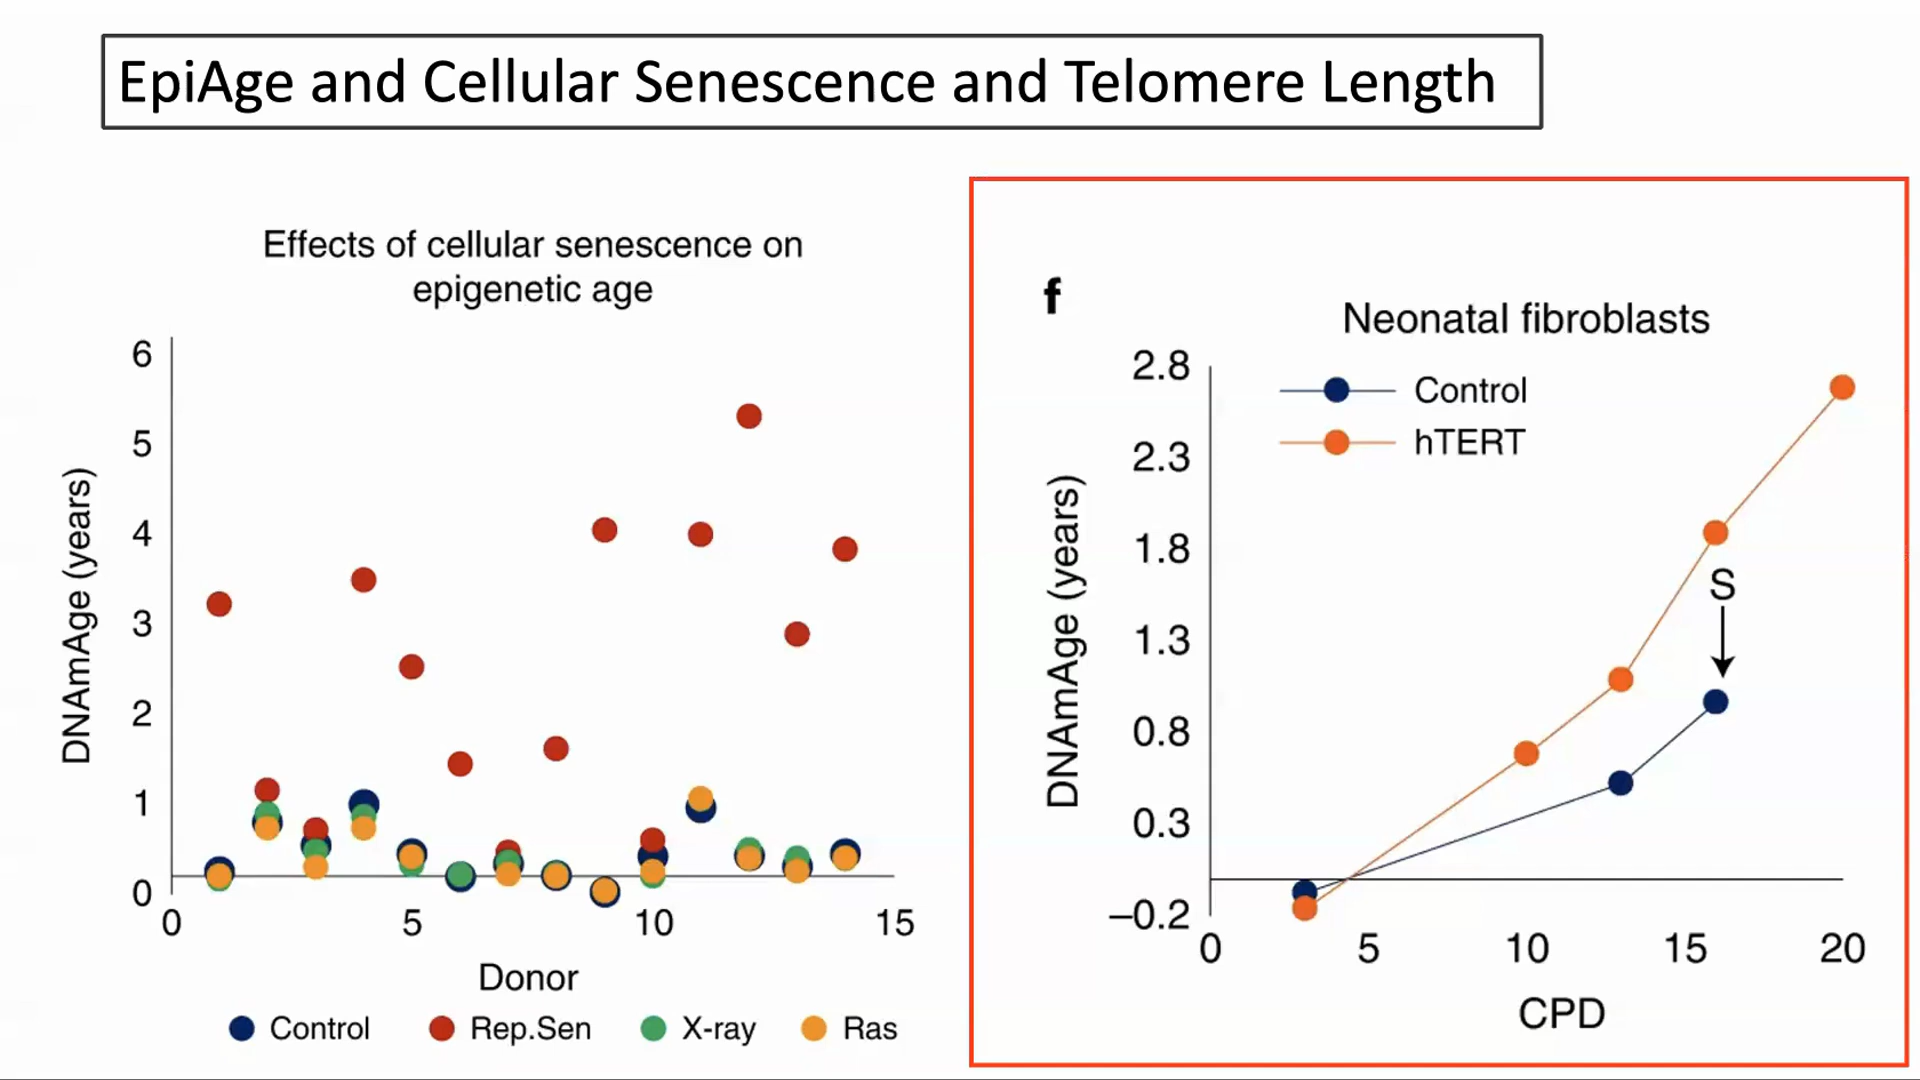 EpiAge and Cellular Senescence and Telomere Length
Effects of cellular senescence on
epigenetic age
DNAmAge (years)
6
5
4
3
2
1
0
0 5 10 15
Donor
Control Rep.Sen X-ray Ras
f
Neonatal fibroblasts
Control
hTERT
DNAmAge (years)
2.8
2.3
1.8
1.3
0.8
0.3
−0.2
S
0 5 10 15 20
CPD